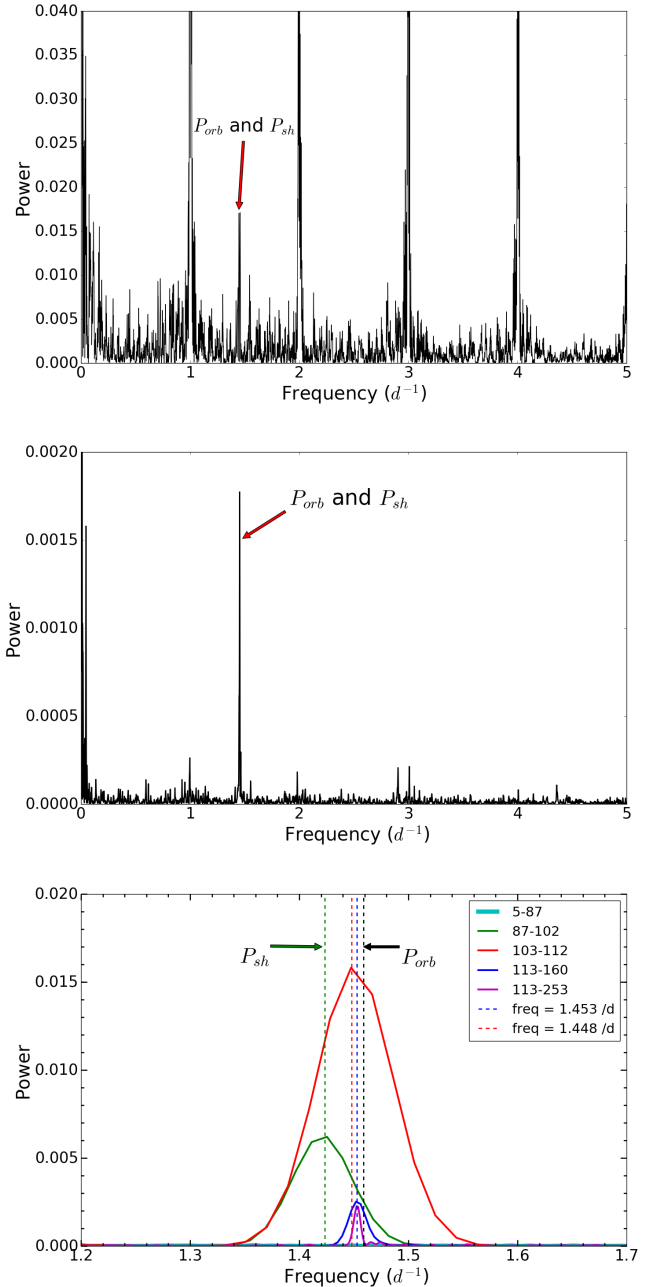 0.040
0.035
0.030
0.025
0.020
0.015
0.010
0.005
0.000
Power
P_orb and P_sh
0 1 2 3 4 5
Frequency (d^-1)
0.0020
0.0015
0.0010
0.0005
0.0000
Power
P_orb and P_sh
0 1 2 3 4 5
Frequency (d^-1)
0.020
0.015
0.010
0.005
0.000
Power
P_sh
P_orb
5-87
87-102
103-112
113-160
113-253
freq = 1.453 /d
freq = 1.448 /d
1.2 1.3 1.4 1.5 1.6 1.7
Frequency (d^-1)